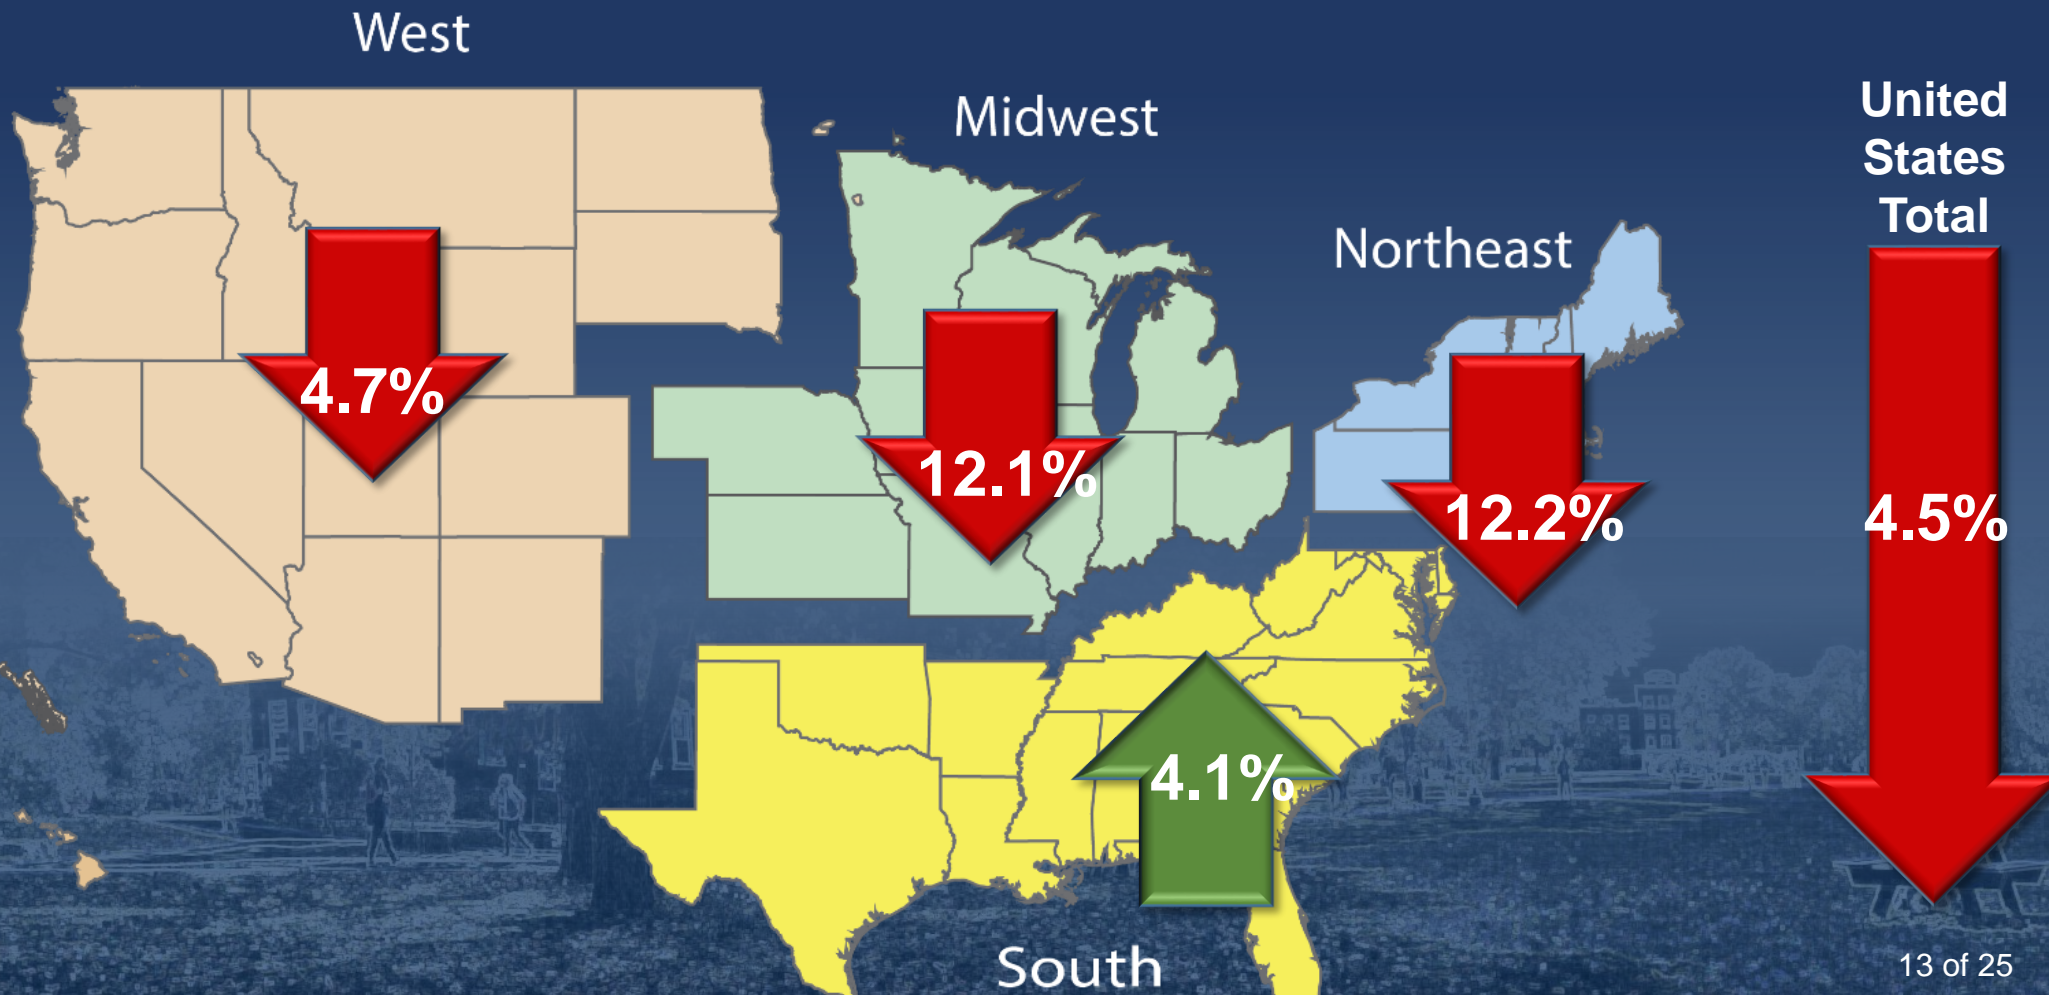 West
Midwest
United
States
Total
Northeast
4.7%
12.1%
12.2%
4.5%
4.1%
South
13 of 25